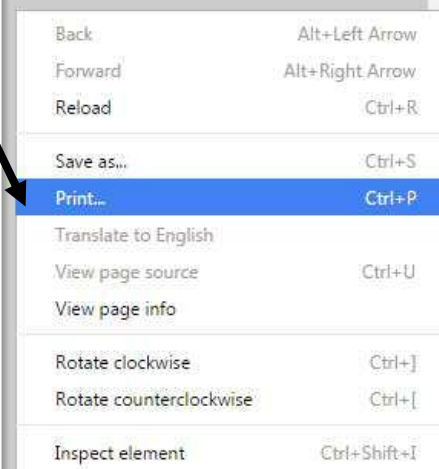 Back Alt+Left Arrow
Forward Alt+Right Arrow
Reload Ctrl+R
Save as... Ctrl+S
Print... Ctrl+P
Translate to English
View page source Ctrl+U
View page info
Rotate clockwise Ctrl+]
Rotate counterclockwise Ctrl+[
Inspect element Ctrl+Shift+I